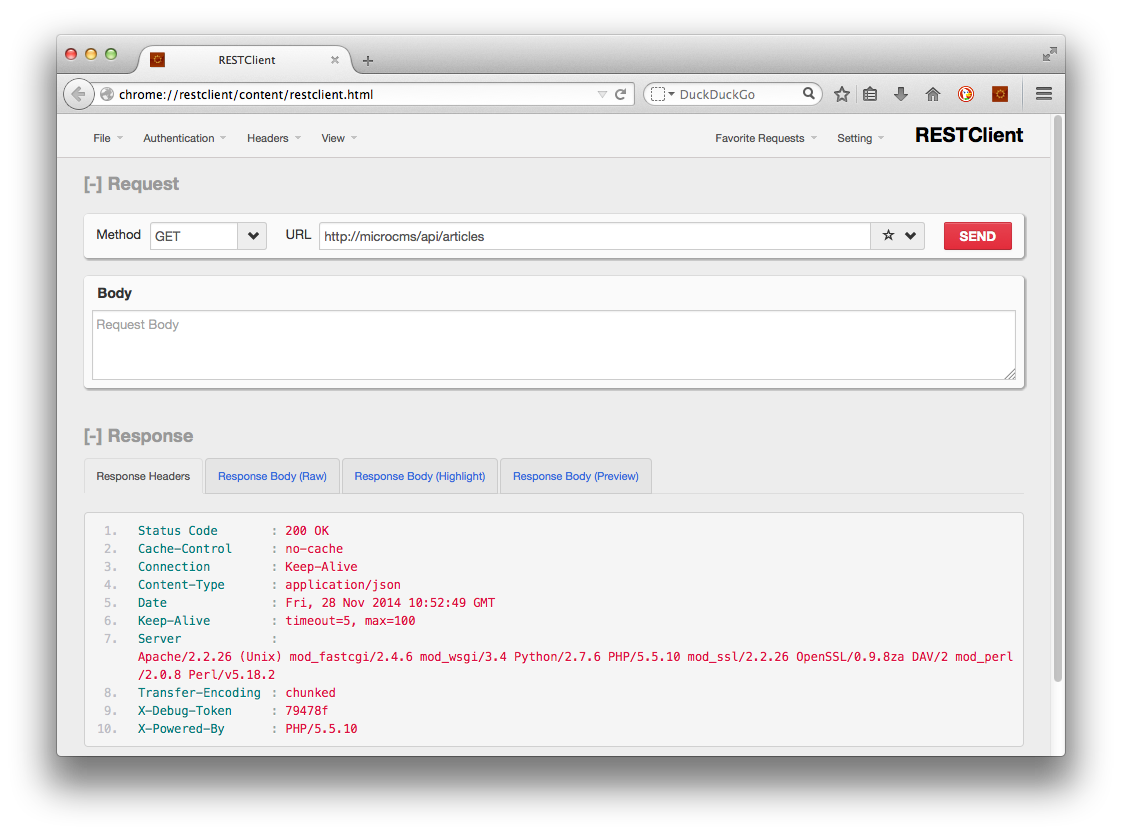 RESTClient
chrome://restclient/content/restclient.html
DuckDuckGo
File Authentication Headers View Favorite Requests Setting RESTClient
[-] Request
Method GET URL http://microcms/api/articles SEND
Body
Request Body
[-] Response
Response Headers Response Body (Raw) Response Body (Highlight) Response Body (Preview)
1. Status Code : 200 OK
2. Cache-Control : no-cache
3. Connection : Keep-Alive
4. Content-Type : application/json
5. Date : Fri, 28 Nov 2014 10:52:49 GMT
6. Keep-Alive : timeout=5, max=100
7. Server :
Apache/2.2.26 (Unix) mod_fastcgi/2.4.6 mod_wsgi/3.4 Python/2.7.6 PHP/5.5.10 mod_ssl/2.2.26 OpenSSL/0.9.8za DAV/2 mod_perl
/2.0.8 Perl/v5.18.2
8. Transfer-Encoding : chunked
9. X-Debug-Token : 79478f
10. X-Powered-By : PHP/5.5.10